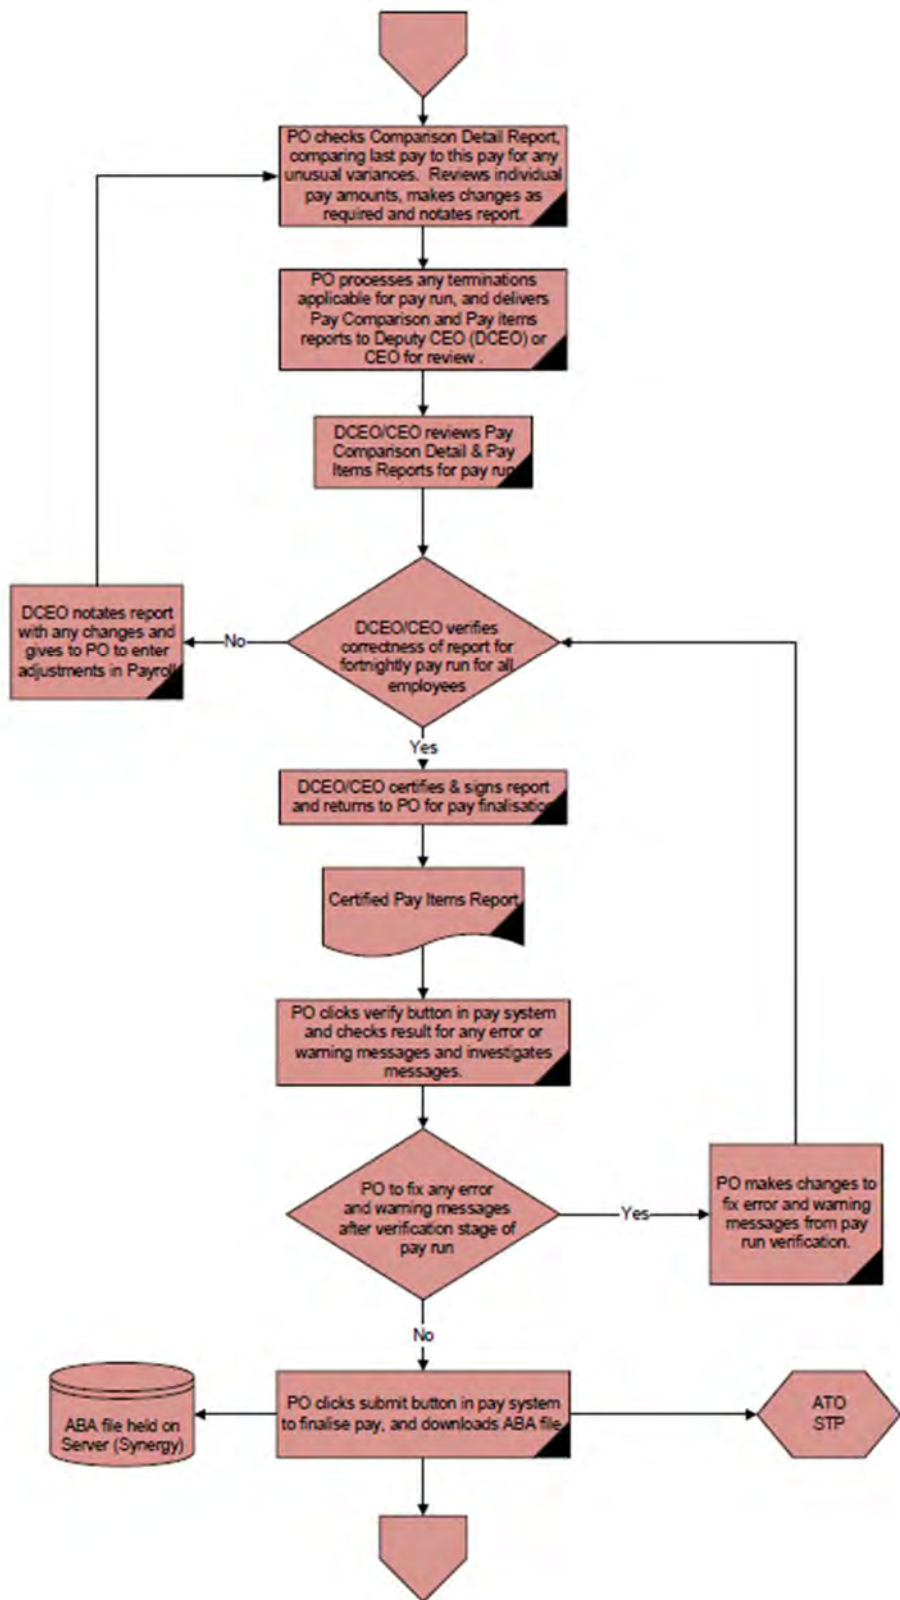 PO checks Comparison Detail Report,
comparing last pay to this pay for any
unusual variances. Reviews individual
pay amounts, makes changes as
required and notates report.
PO processes any terminations
applicable for pay run, and delivers
Pay Comparison and Pay items
reports to Deputy CEO (DCEO) or
CEO for review .
DCEO/CEO reviews Pay
Comparison Detail & Pay
Items Reports for pay run
DCEO notates report
with any changes and
gives to PO to enter
adjustments in Payroll
No
DCEO/CEO verifies
correctness of report for
fortnightly pay run for all
employees
Yes
DCEO/CEO certifies & signs report
and returns to PO for pay finalisation
Certified Pay Items Report
PO clicks verify button in pay system
and checks result for any error or
warning messages and investigates
messages.
PO to fix any error
and warning messages
after verification stage of
pay run
Yes
PO makes changes to
fix error and warning
messages from pay
run verification.
No
ABA file held on
Server (Synergy)
PO clicks submit button in pay system
to finalise pay, and downloads ABA file
ATO
STP